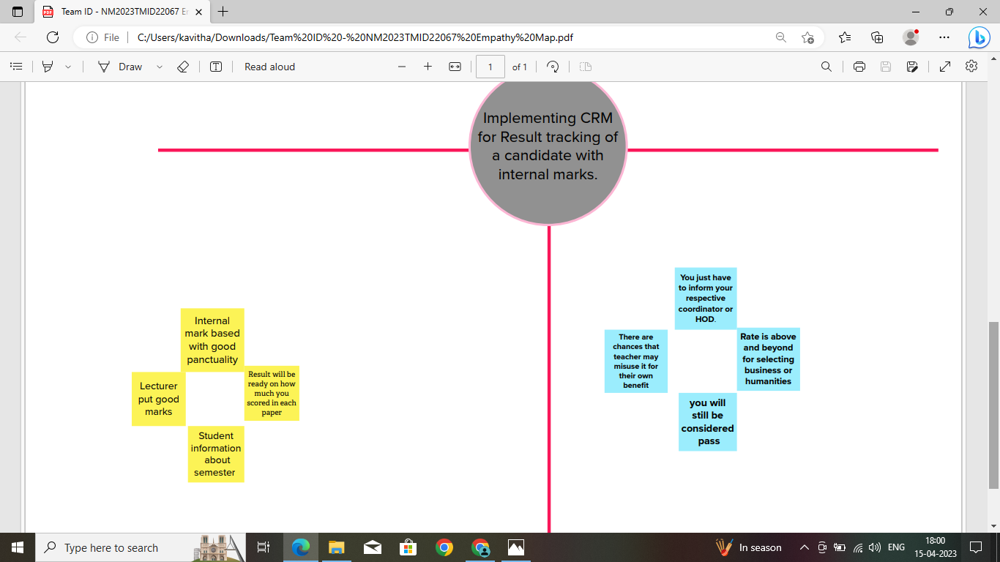 Team ID - NM2023TMID22067 Em
File
C:/Users/kavitha/Downloads/Team%20ID%20-%20NM2023TMID22067%20Empathy%20Map.pdf
Draw
Read aloud
1
of 1
Implementing CRM
for Result tracking of
a candidate with
internal marks.
Internal
mark based
with good
panctuality
Lecturer
put good
marks
Result will be
ready on how
much you
scored in each
paper
Student
information
about
semester
You just have
to inform your
respective
coordinator or
HOD.
There are
chances that
teacher may
misuse it for
their own
benefit
Rate is above
and beyond
for selecting
business or
humanities
you will
still be
considered
pass
Type here to search
In season
ENG
18:00
15-04-2023